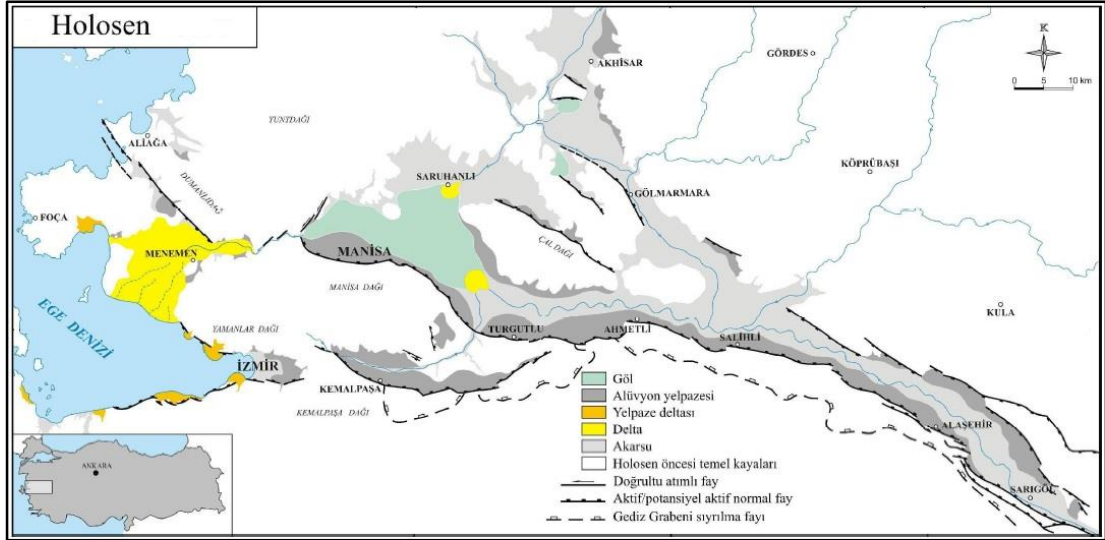 Holosen
K
0 5 10 km
AKHİSAR
GÖRDES
YUNTDAĞI
ALİAĞA
KÖPRÜBAŞI
SARUHANLI
DUMANLIDAĞ
GÖLMARMARA
FOÇA
ÇALDAĞI
MANİSA
MENEMEN
MANİSA DAĞI
EGE DENİZİ
KULA
YAMANLAR DAĞI
TURGUTLU
AHMETLİ
SALİHLİ
İZMİR
KEMALPAŞA
KEMALPAŞA DAĞI
Göl
Alüvyon yelpazesi
Yelpaze deltası
Delta
Akarsu
Holosen öncesi temel kayaları
Doğrultu atımlı fay
Aktif/potansiyel aktif normal fay
Gediz Grabeni sıyrılma fayı
ALAŞEHİR
SARIGÖL
ANKARA